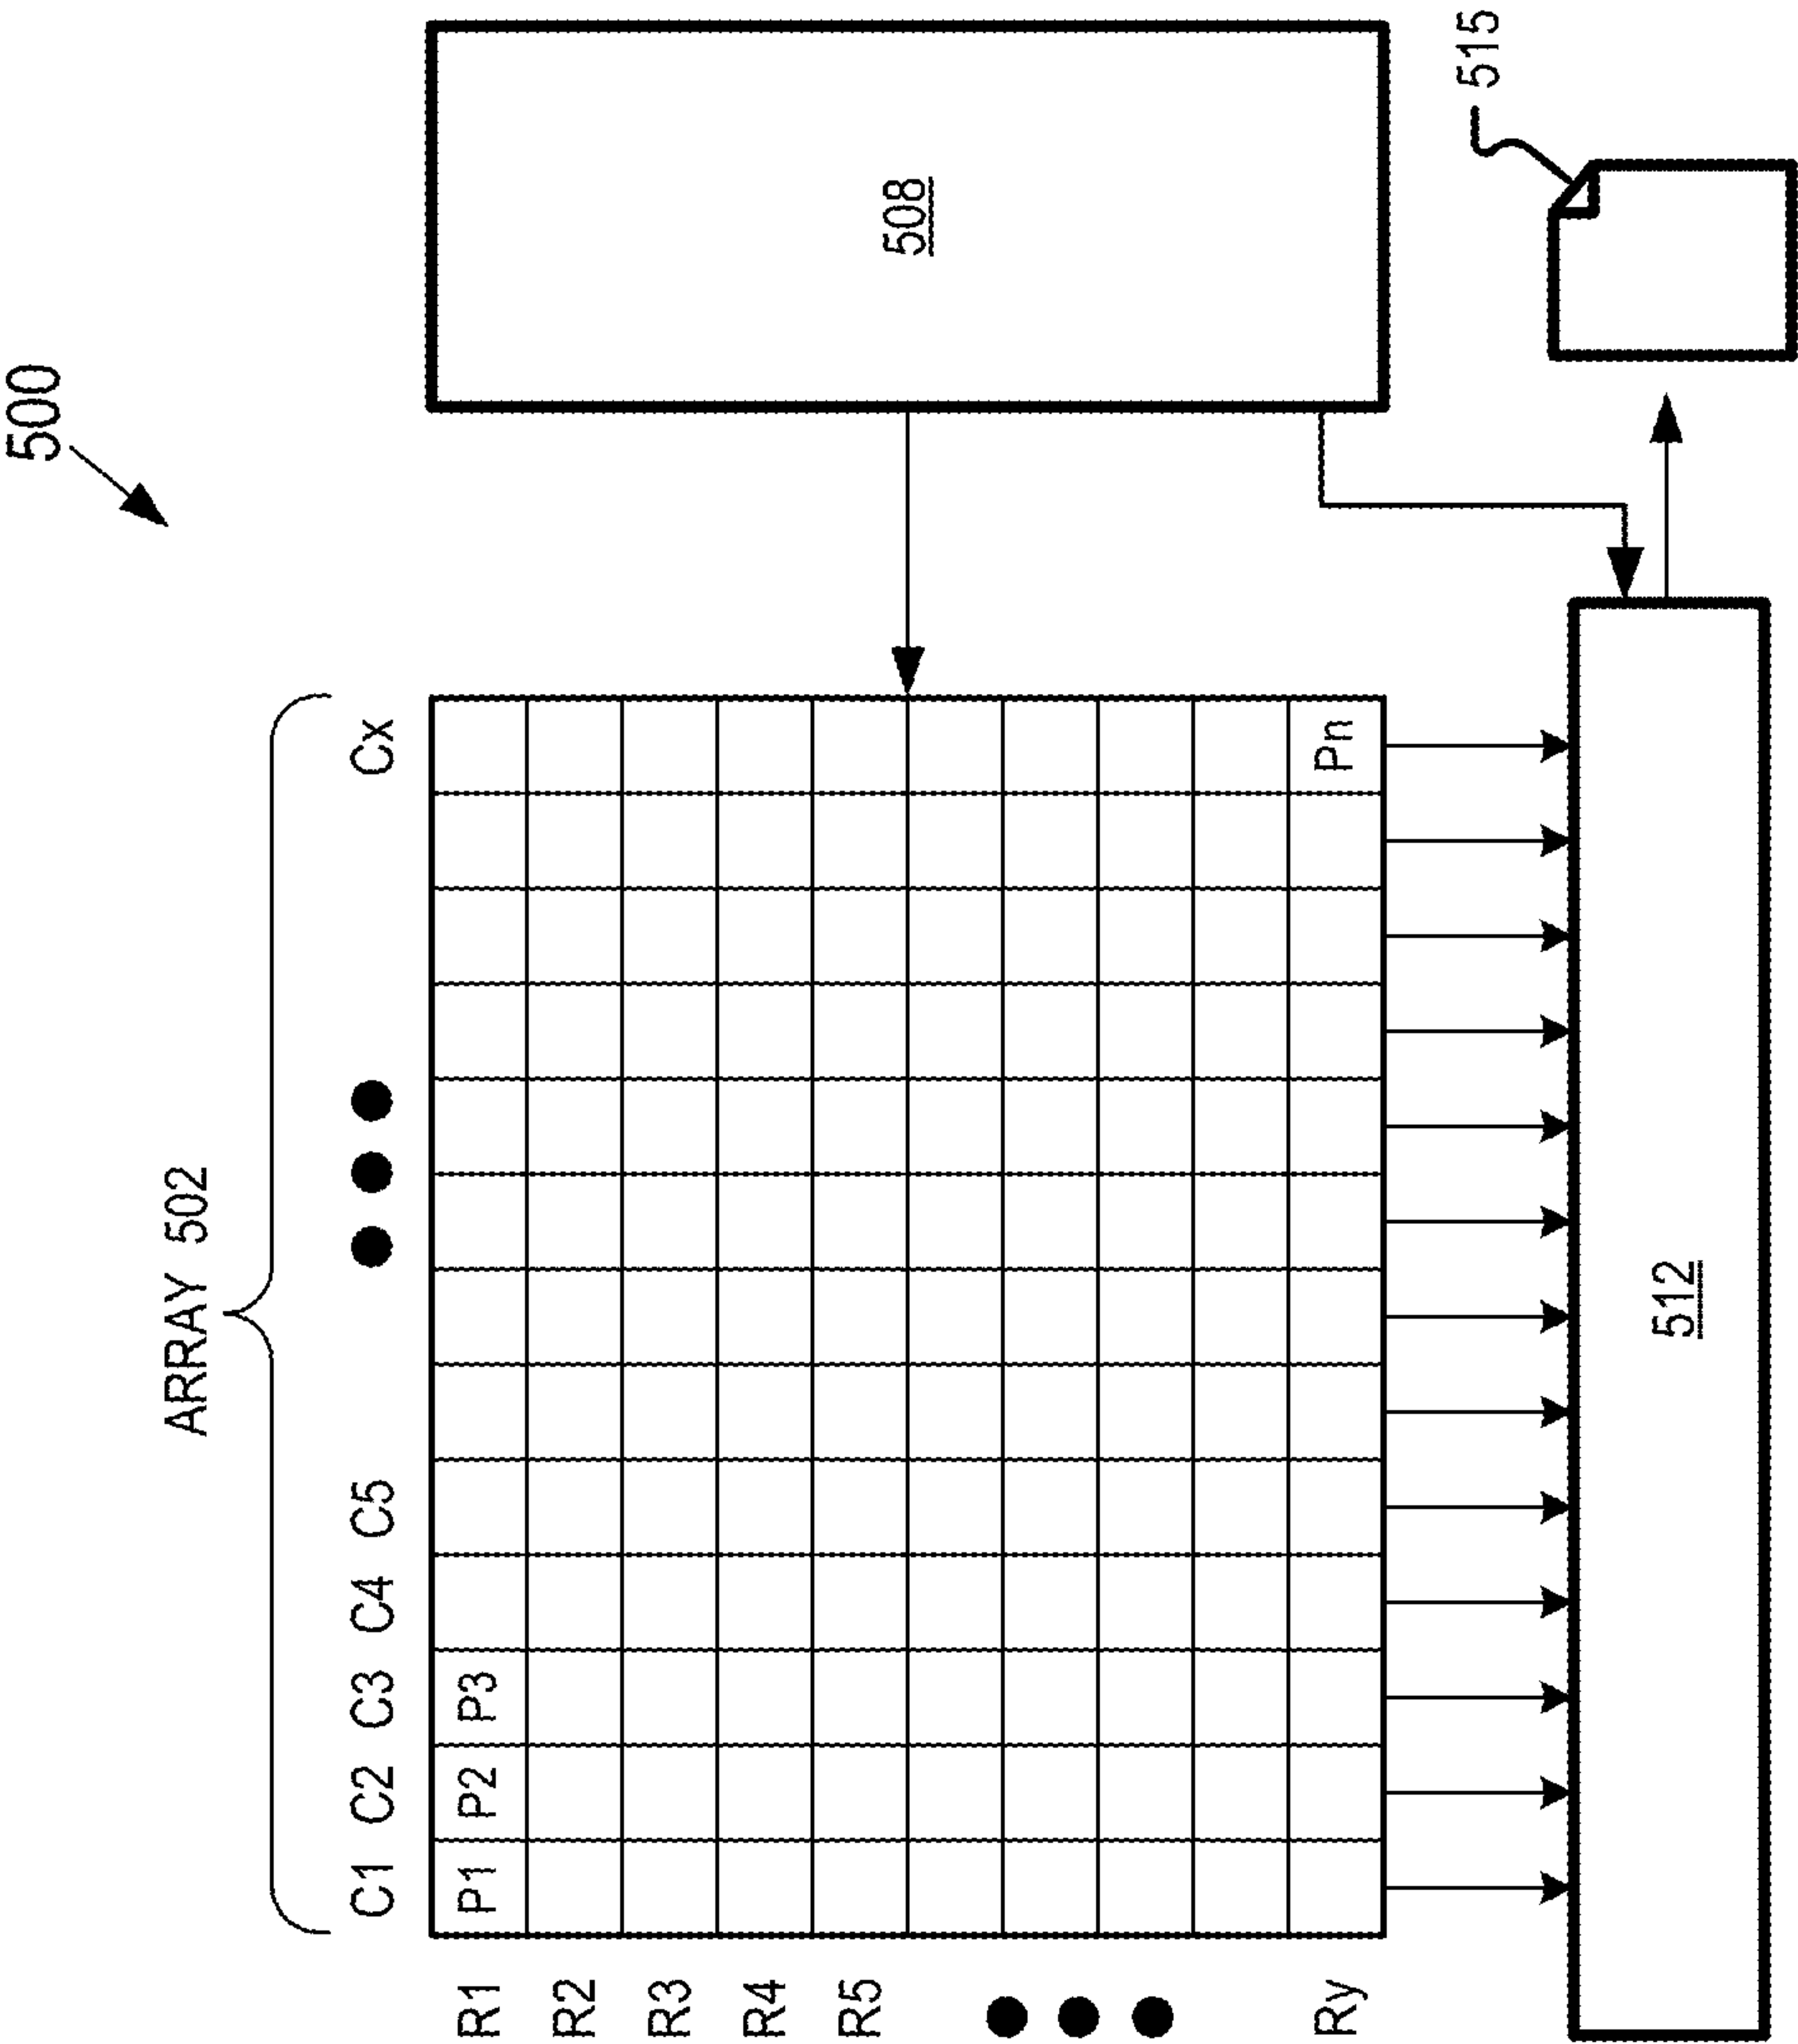 500
ARRAY 502
C1 C2 C3 C4 C5 ●●● Cx
R1 P1 P2 P3
R2
R3
R4
R5
●●●
Ry Pn
508
512
515